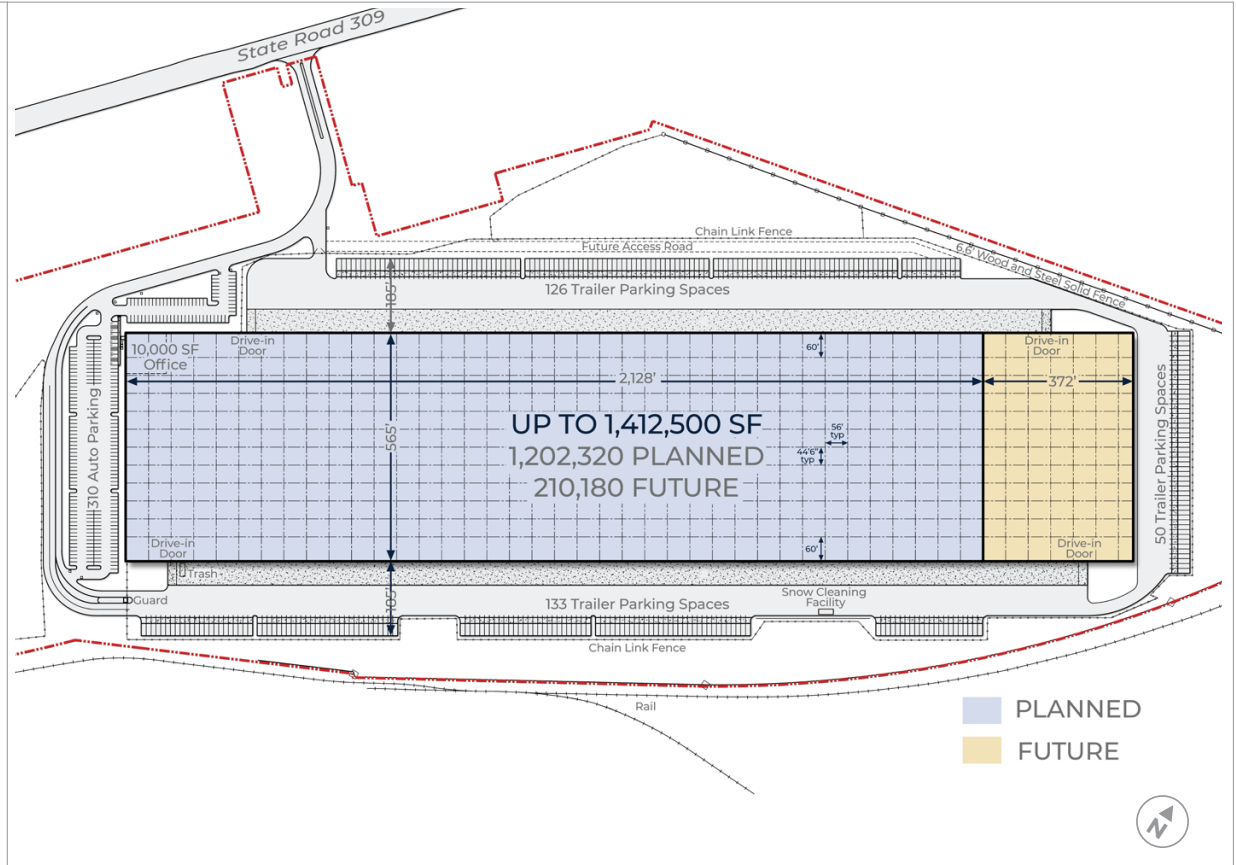 State Road 309
Chain Link Fence
Future Access Road
6.6' Wood and Steel Solid Fence
185'
126 Trailer Parking Spaces
10,000 SF
Office
Drive-in
Door
60'
Drive-in
Door
2,128'
372'
310 Auto Parking
565'
UP TO 1,412,500 SF
1,202,320 PLANNED
210,180 FUTURE
56'
typ
44'6"
typ
50 Trailer Parking Spaces
Drive-in
Door
60'
Drive-in
Door
Trash
Guard
133 Trailer Parking Spaces
Snow Cleaning
Facility
Chain Link Fence
Rail
PLANNED
FUTURE
N